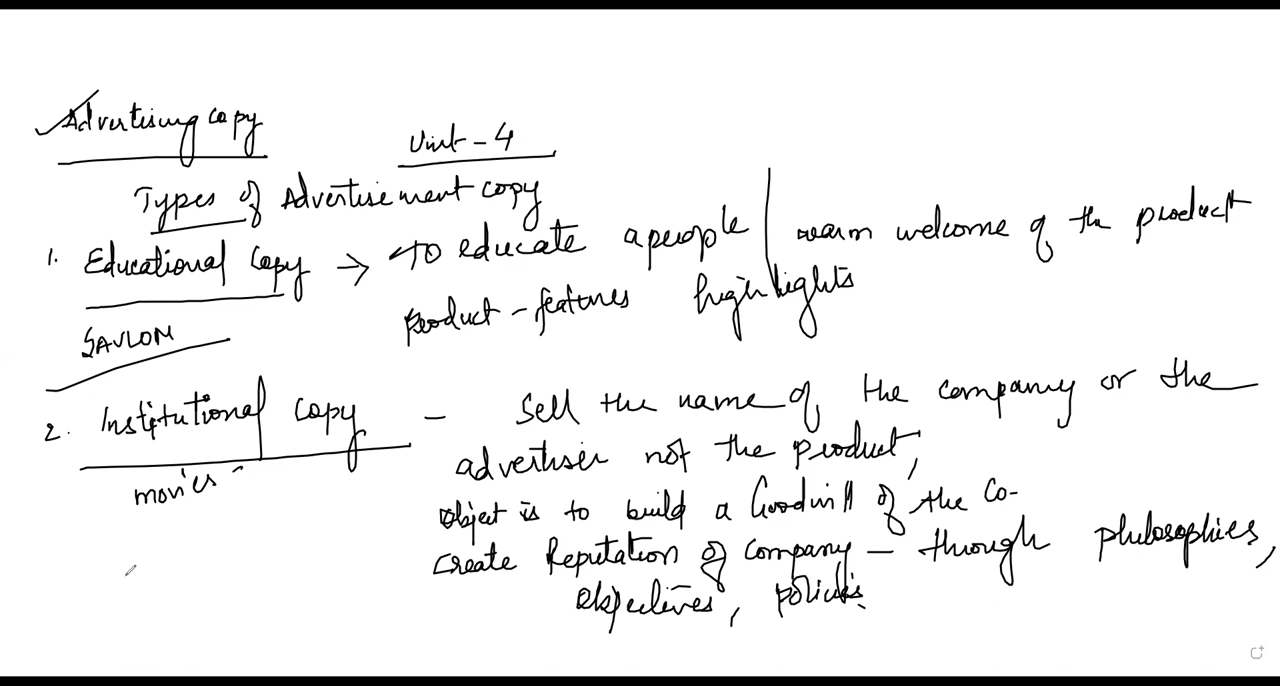 Advertising copy
Unit - 4
Types of Advertisement copy
1. Educational Copy → To educate a people | warm welcome of the product
product - features highlights
SAVLON
2. Institutional copy - Sell the name of the company or the
advertiser not the product,
movies
object is to build a Goodwill of the Co-
create Reputation of company - through philosophies,
objectives, policies